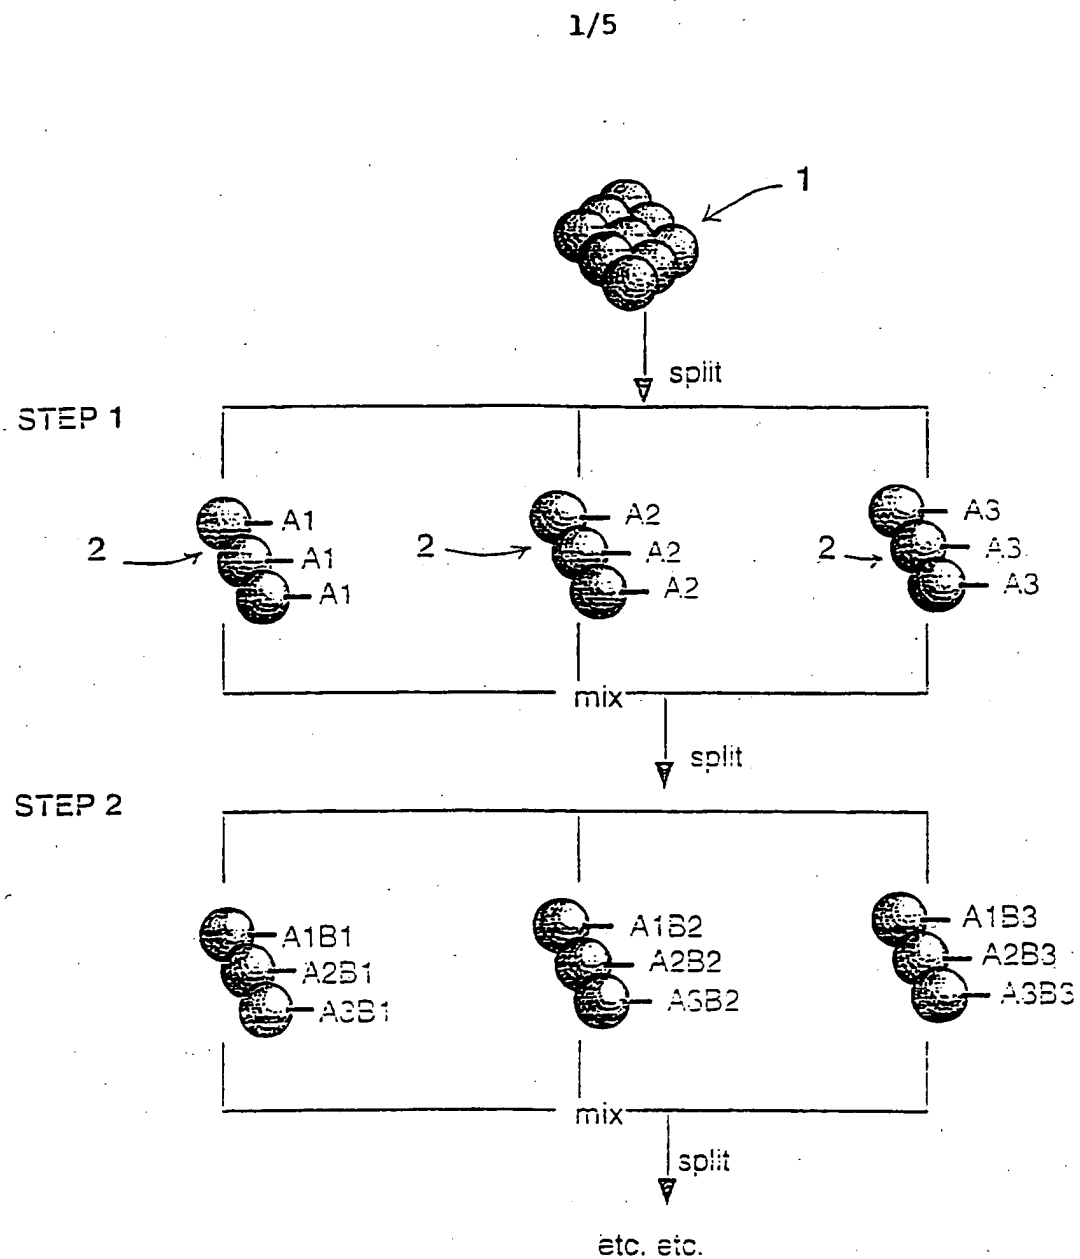 1/5
1
split
STEP 1
A1 A2 A3
2 A1 2 A2 2 A3
A1 A2 A3
mix
split
STEP 2
A1B1 A1B2 A1B3
A2B1 A2B2 A2B3
A3B1 A3B2 A3B3
mix
split
etc. etc.